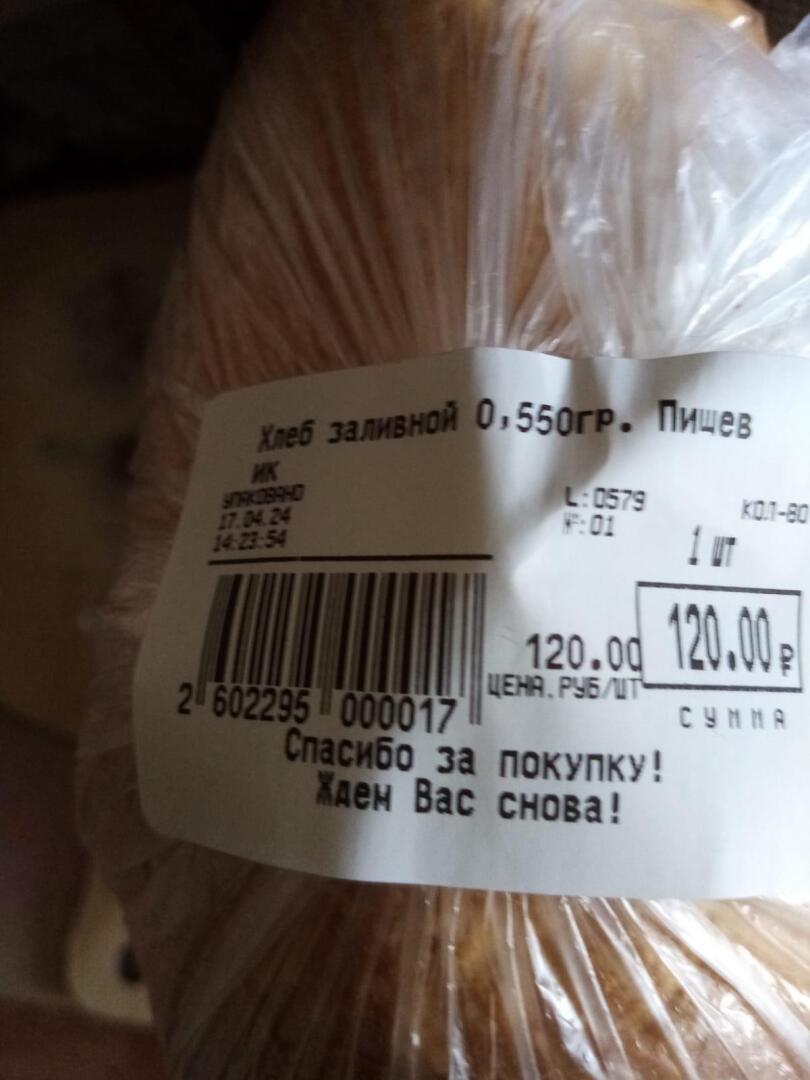 Хлеб заливной 0,550гр. Пищев
ИК
УПАКОВАНО
17.04.24
14:23:54
L:0579
№:01
КОЛ-ВО
1 шт
120.00
ЦЕНА,РУБ/ШТ
120.00₽
СУММА
2 602295 000017
Спасибо за покупку!
Ждем Вас снова!